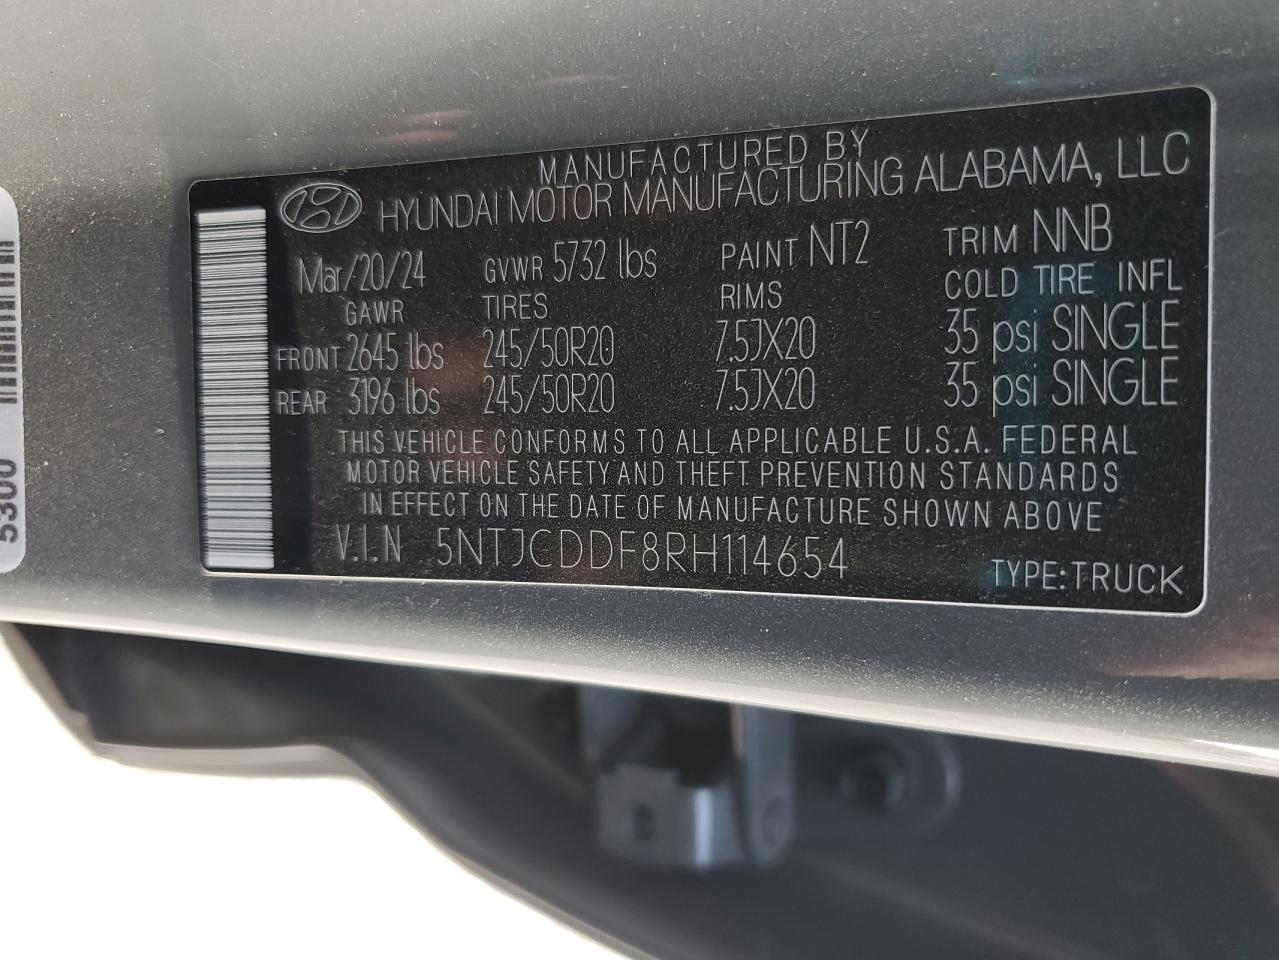 MANUFACTURED BY
HYUNDAI MOTOR MANUFACTURING ALABAMA, LLC
Mar/20/24 GVWR 5732 lbs PAINT NT2 TRIM NNB
GAWR TIRES RIMS COLD TIRE INFL
FRONT 2645 lbs 245/50R20 7.5JX20 35 psi SINGLE
REAR 3196 lbs 245/50R20 7.5JX20 35 psi SINGLE
THIS VEHICLE CONFORMS TO ALL APPLICABLE U.S.A. FEDERAL
MOTOR VEHICLE SAFETY AND THEFT PREVENTION STANDARDS
IN EFFECT ON THE DATE OF MANUFACTURE SHOWN ABOVE
V.I.N 5NTJCDDF8RH114654
TYPE:TRUCK
5300